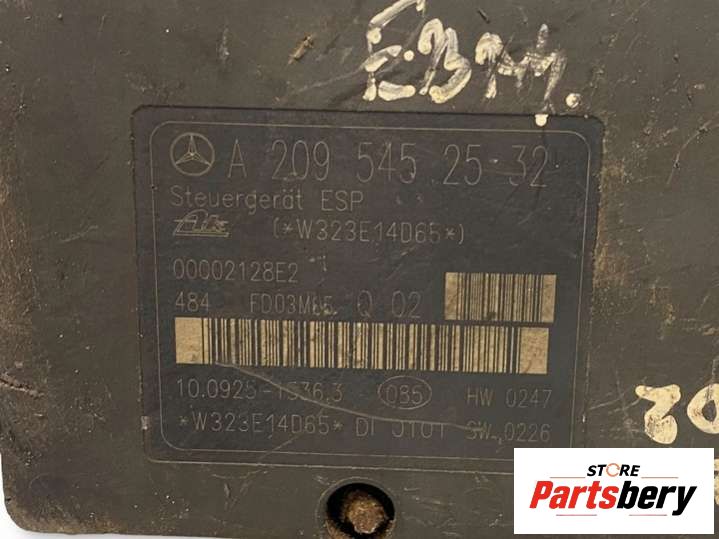 A 209 545 25 32
Steuergerät ESP
Ate (*W323E14D65*)
00002128E2
484 Q 02
10.0925-1536.3 085 HW 0247
*W323E14D65* DI 0101 SW 0226
STORE
Partsbery